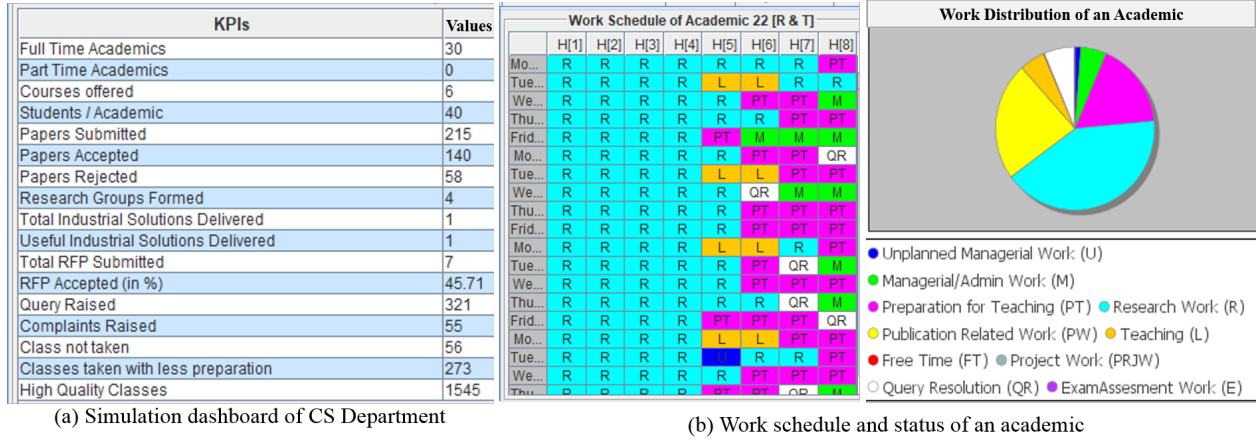 KPIs Values
Full Time Academics 30
Part Time Academics 0
Courses offered 6
Students / Academic 40
Papers Submitted 215
Papers Accepted 140
Papers Rejected 58
Research Groups Formed 4
Total Industrial Solutions Delivered 1
Useful Industrial Solutions Delivered 1
Total RFP Submitted 7
RFP Accepted (in %) 45.71
Query Raised 321
Complaints Raised 55
Class not taken 56
Classes taken with less preparation 273
High Quality Classes 1545
(a) Simulation dashboard of CS Department
Work Schedule of Academic 22 [R & T]
H[1] H[2] H[3] H[4] H[5] H[6] H[7] H[8]
Mo... R R R R R R R PT
Tue... R R R R L L R R
We... R R R R R PT PT M
Thu... R R R R R R PT PT
Frid... R R R R PT M M M
Mo... R R R R R PT PT QR
Tue... R R R R L L PT PT
We... R R R R R QR M M
Thu... R R R R R PT PT PT
Frid... R R R R R PT PT PT
Mo... R R R R L L R PT
Tue... R R R R R PT QR M
We... R R R R R PT PT PT
Thu... R R R R R R QR M
Frid... R R R R PT PT PT QR
Mo... R R R R L L PT PT
Tue... R R R R U R R PT
We... R R R R R PT PT PT
Thu... R R R R PT PT QR M
Work Distribution of an Academic
Unplanned Managerial Work (U)
Managerial/Admin Work (M)
Preparation for Teaching (PT) Research Work (R)
Publication Related Work (PW) Teaching (L)
Free Time (FT) Project Work (PRJW)
Query Resolution (QR) ExamAssesment Work (E)
(b) Work schedule and status of an academic